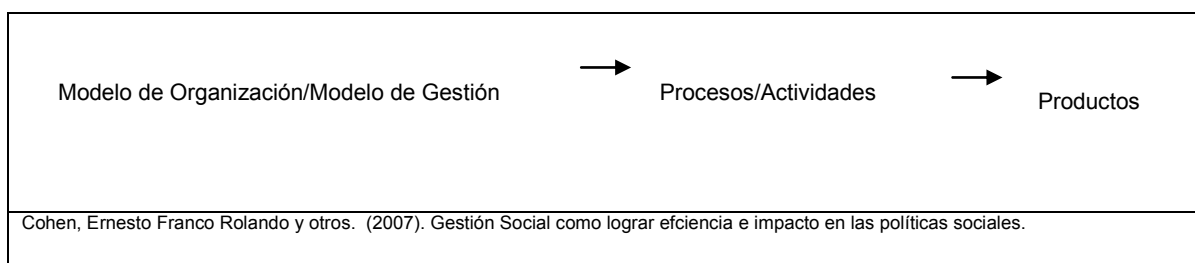 Modelo de Organización/Modelo de Gestión
Procesos/Actividades
Productos
Cohen, Ernesto Franco Rolando y otros.  (2007). Gestión Social como lograr efciencia e impacto en las políticas sociales.